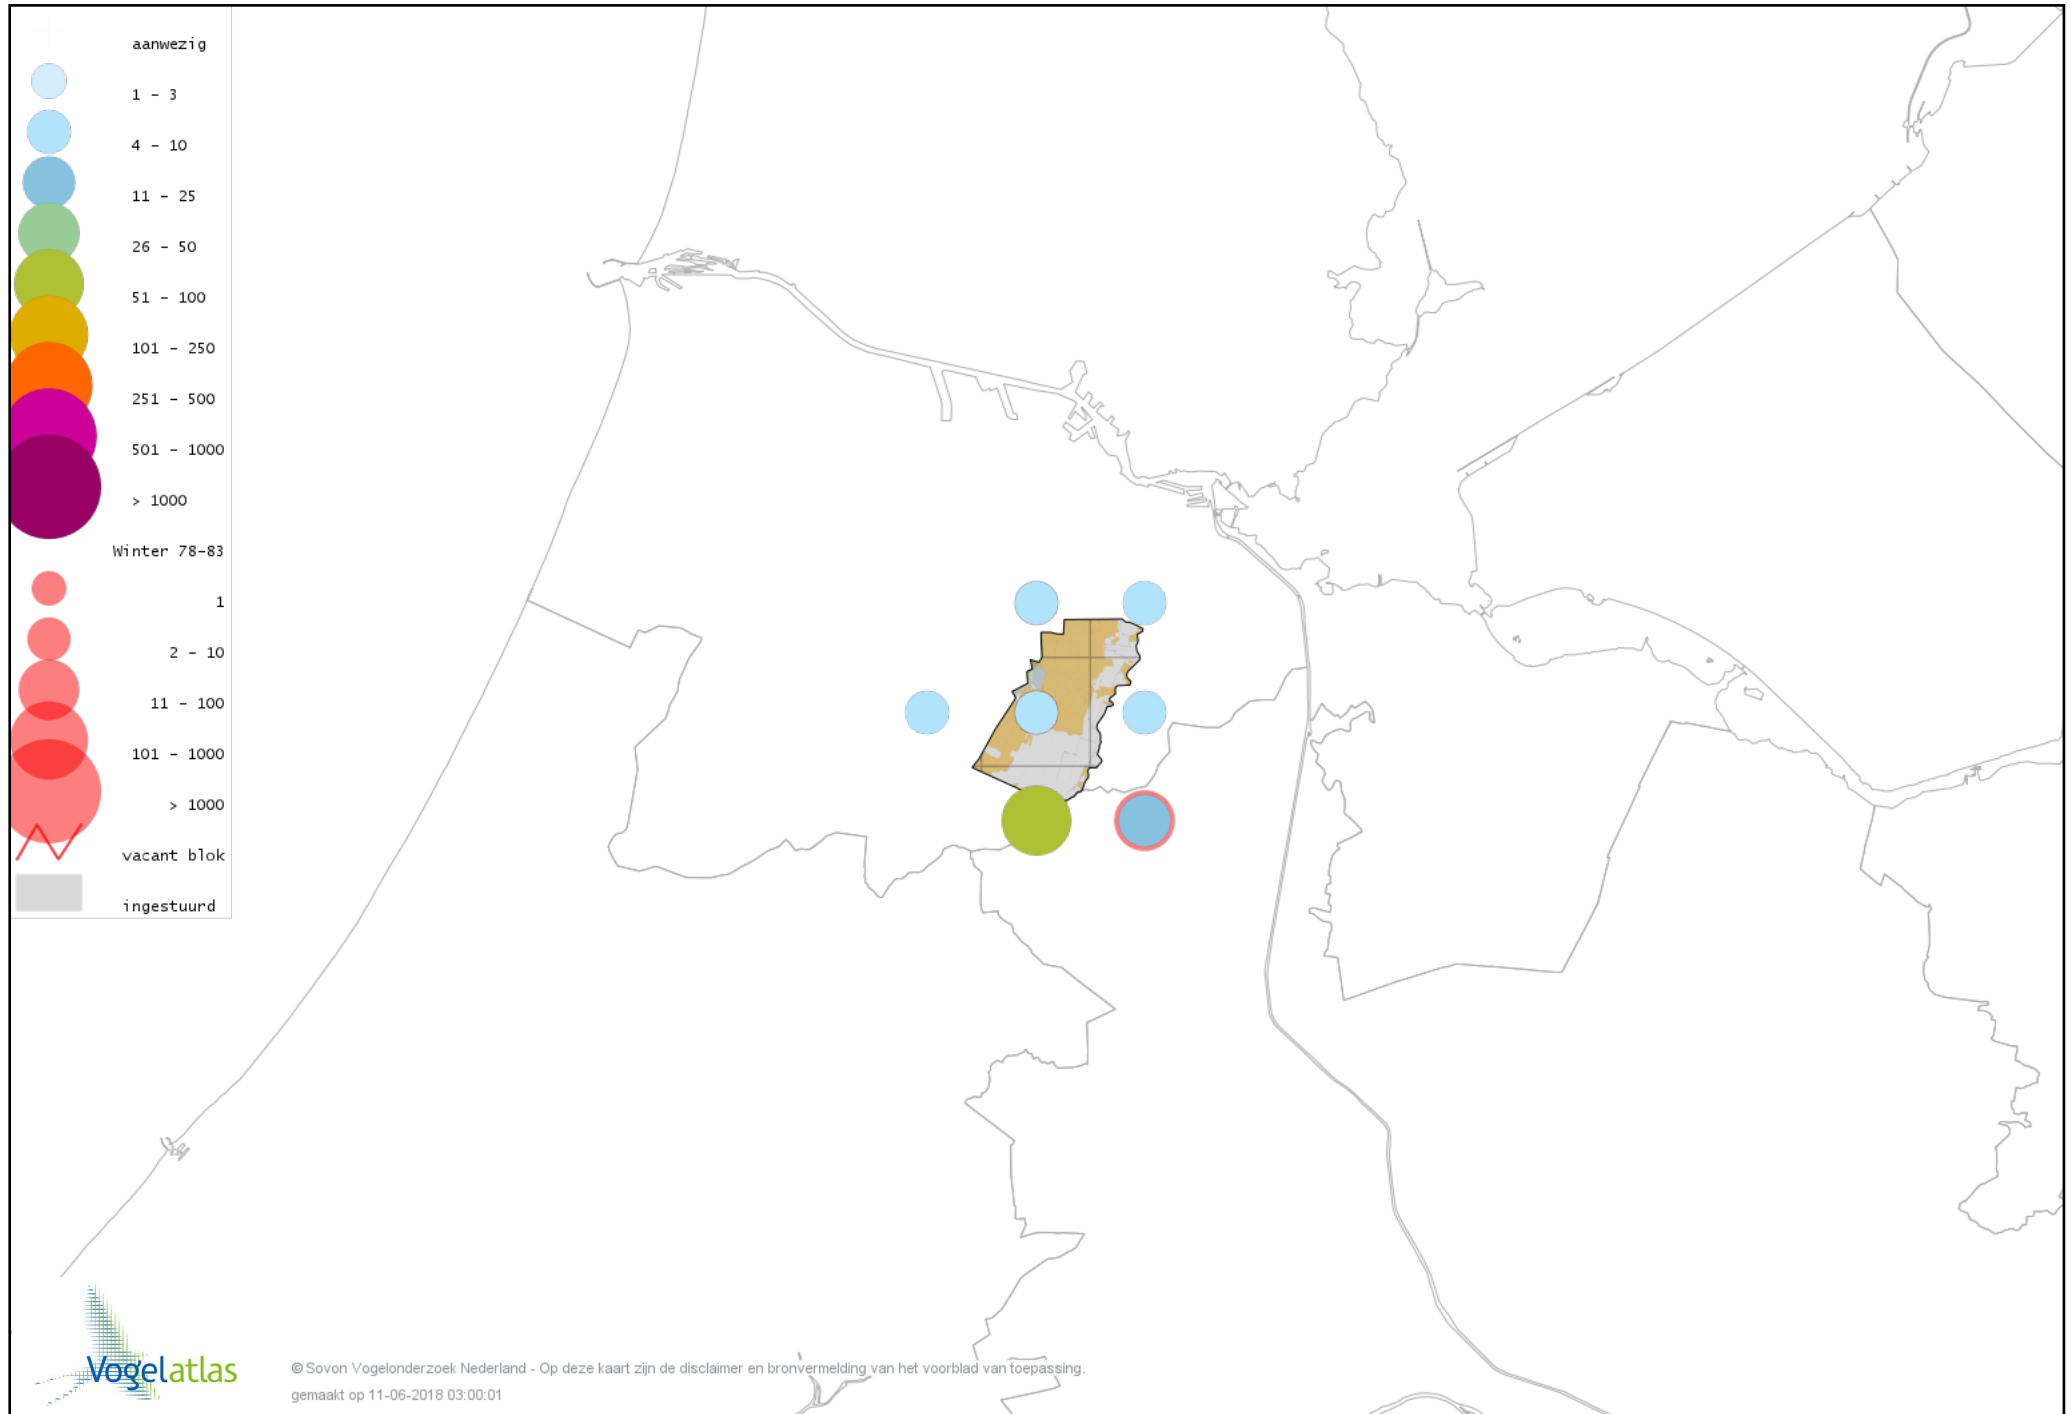 aanwezig
1 - 3
4 - 10
11 - 25
26 - 50
51 - 100
101 - 250
251 - 500
501 - 1000
> 1000
Winter 78-83
1
2 - 10
11 - 100
101 - 1000
> 1000
vacant blok
ingestuurd
Vogelatlas
© Sovon Vogelonderzoek Nederland - Op deze kaart zijn de disclaimer en bronvermelding van het voorblad van toepassing.
gemaakt op 11-06-2018 03:00:01